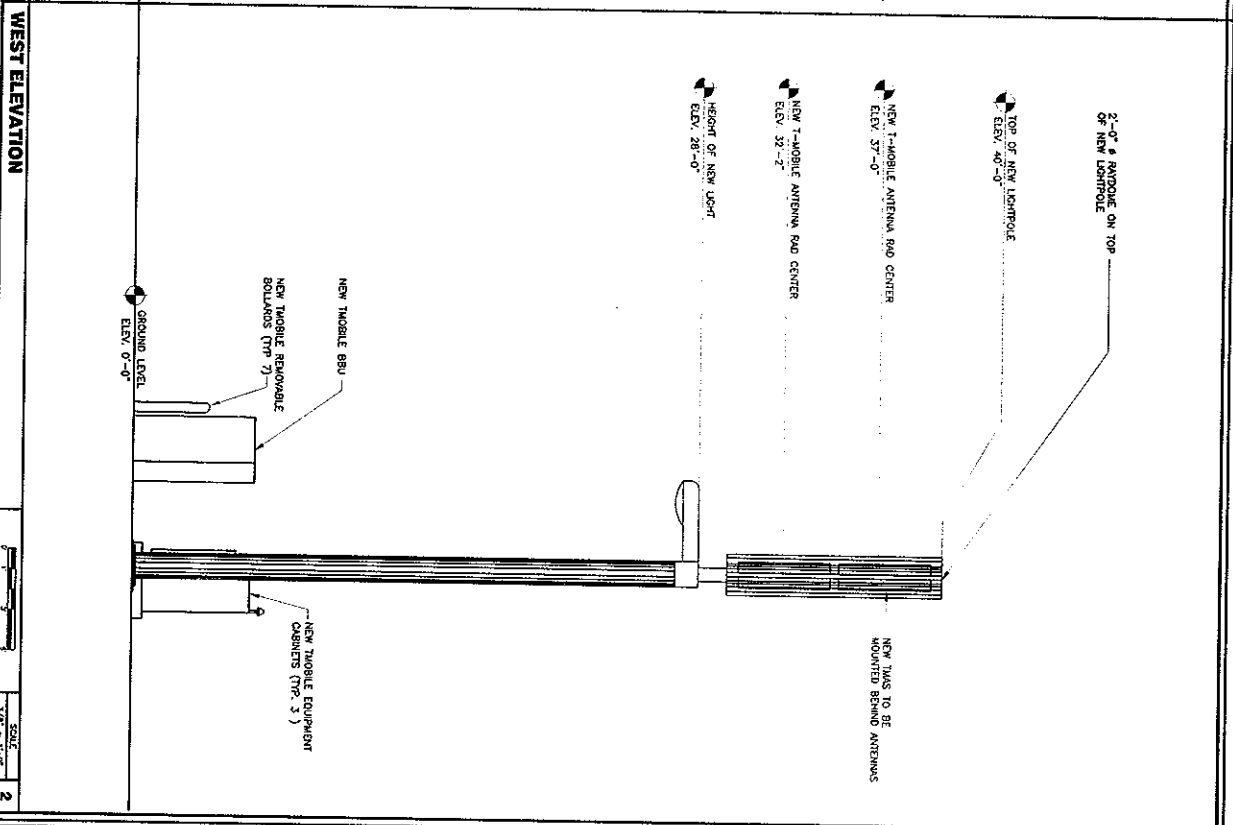 2'-0" ø RAYDOME ON TOP
OF NEW LIGHTPOLE
TOP OF NEW LIGHTPOLE
ELEV. 40'-0"
NEW T-MOBILE ANTENNA RAD CENTER
ELEV. 37'-0"
NEW T-MOBILE ANTENNA RAD CENTER
ELEV. 32'-2"
HEIGHT OF NEW LIGHT
ELEV. 28'-0"
NEW TMAS TO BE
MOUNTED BEHIND ANTENNAS
NEW TMOBILE BBU
NEW TMOBILE REMOVABLE
BOLLARDS (TYP 7)
GROUND LEVEL
ELEV. 0'-0"
NEW TMOBILE EQUIPMENT
CABINETS (TYP. 3 )
WEST ELEVATION
SCALE
2